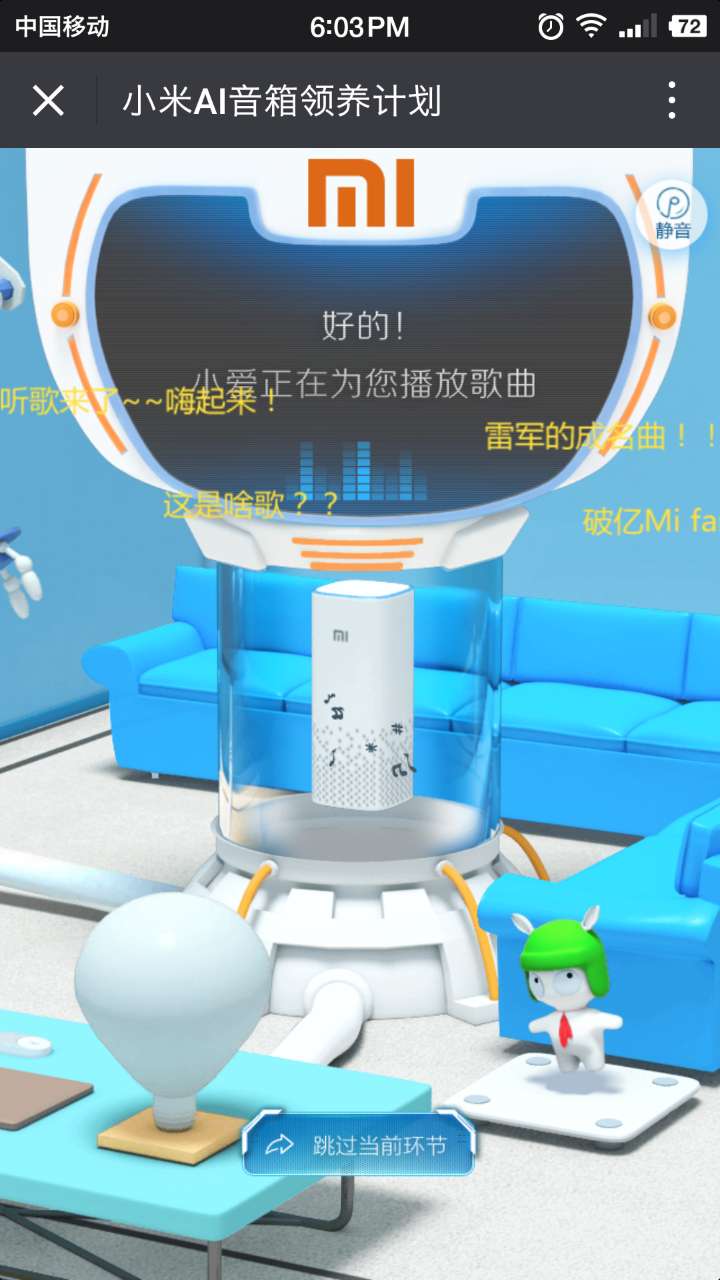 中国移动
6:03PM
72
小米AI音箱领养计划
静音
好的！
小爱正在为您播放歌曲
听歌来了~~嗨起来！
雷军的成名曲！！
这是啥歌？？
破亿Mi fa
跳过当前环节